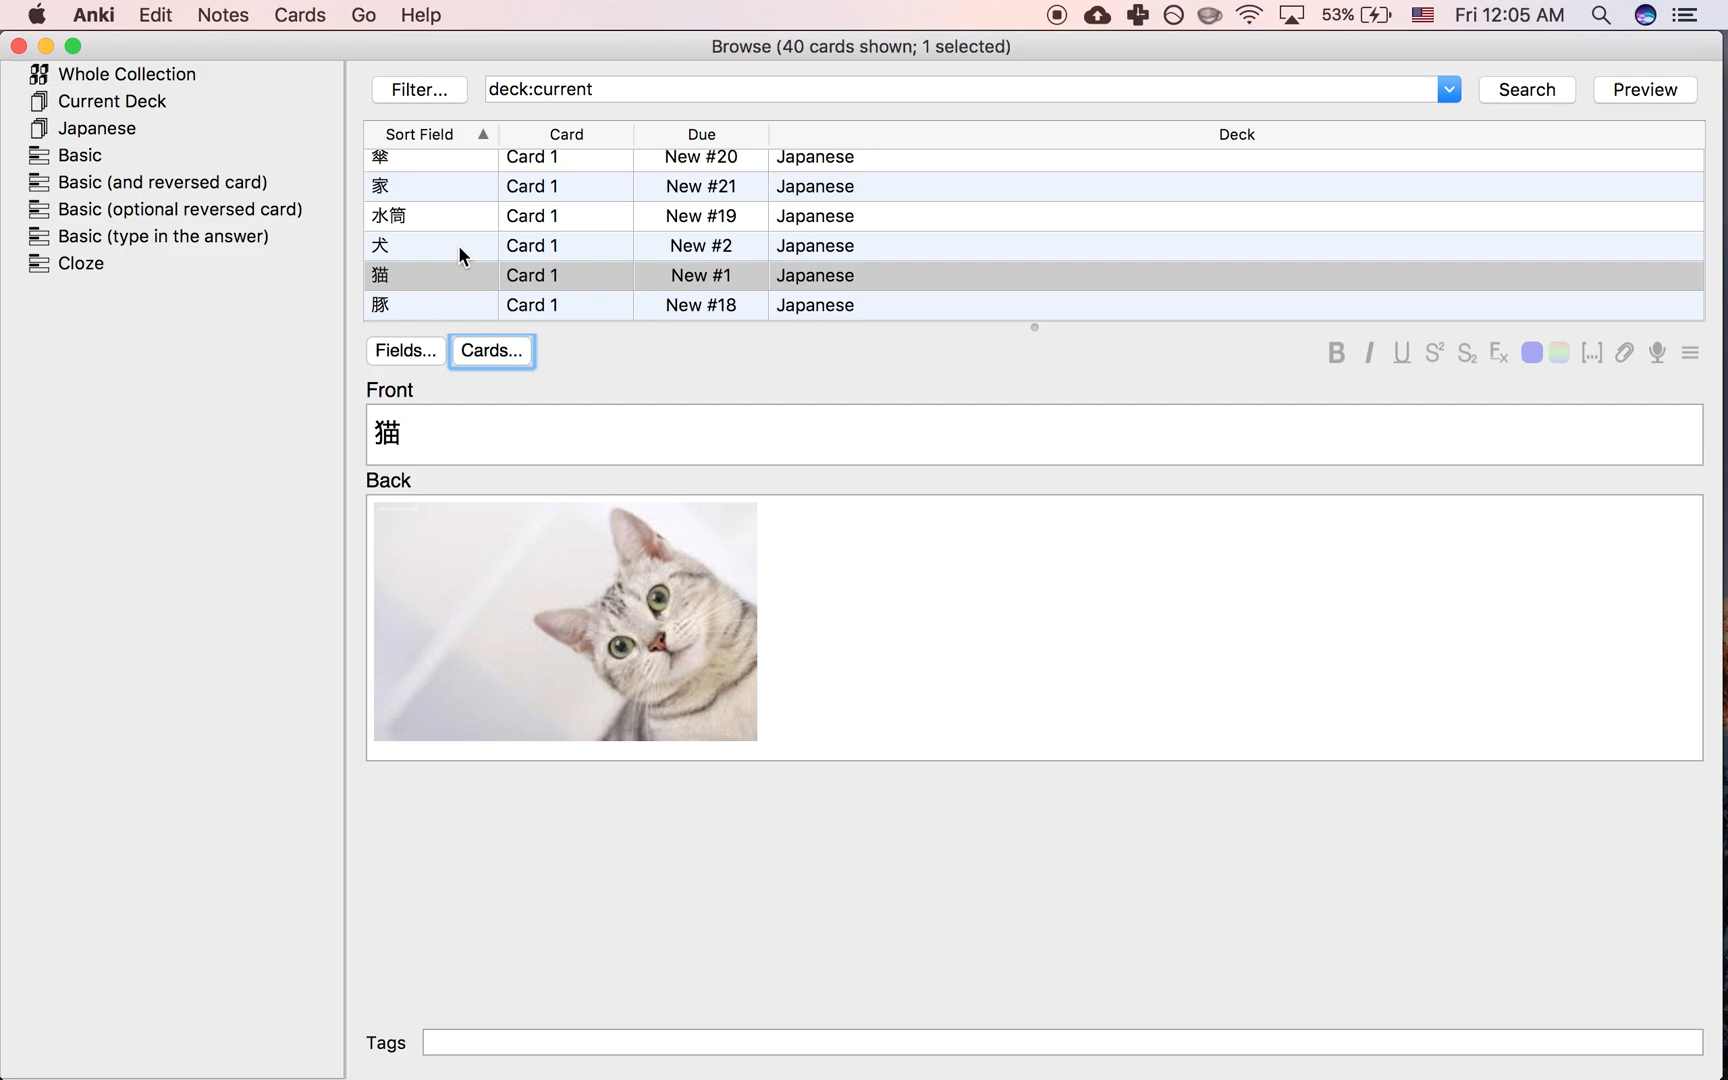 Anki Edit Notes Cards Go Help 53% Fri 12:05 AM
Browse (40 cards shown; 1 selected)
Whole Collection
Current Deck
Japanese
Basic
Basic (and reversed card)
Basic (optional reversed card)
Basic (type in the answer)
Cloze
Filter... deck:current Search Preview
Sort Field Card Due Deck
傘 Card 1 New #20 Japanese
家 Card 1 New #21 Japanese
水筒 Card 1 New #19 Japanese
犬 Card 1 New #2 Japanese
猫 Card 1 New #1 Japanese
豚 Card 1 New #18 Japanese
Fields... Cards... B I U S² S₂ Ex [...]
Front
猫
Back
Tags